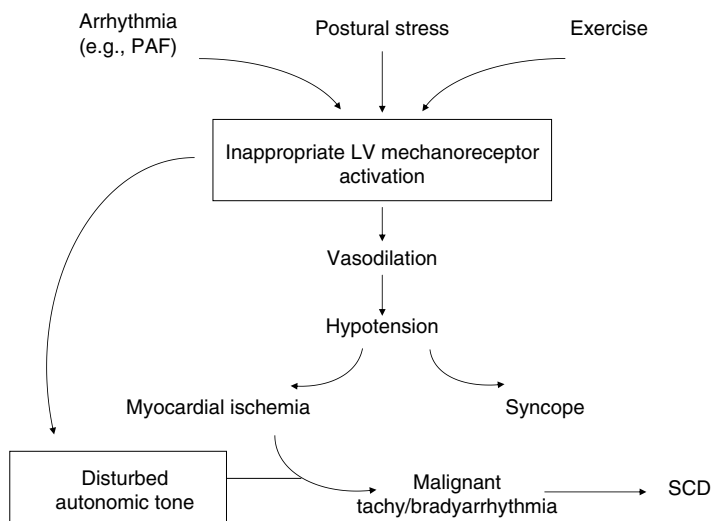 Arrhythmia
(e.g., PAF)
Postural stress
Exercise
Inappropriate LV mechanoreceptor
activation
Vasodilation
Hypotension
Myocardial ischemia
Syncope
Disturbed
autonomic tone
Malignant
tachy/bradyarrhythmia
SCD